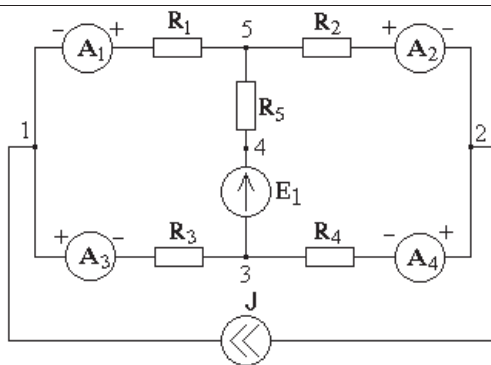 R1 5 R2
- A1 + + A2 -
R5
1 2
4
E1
R3 R4
+ A3 - - A4 +
3
J